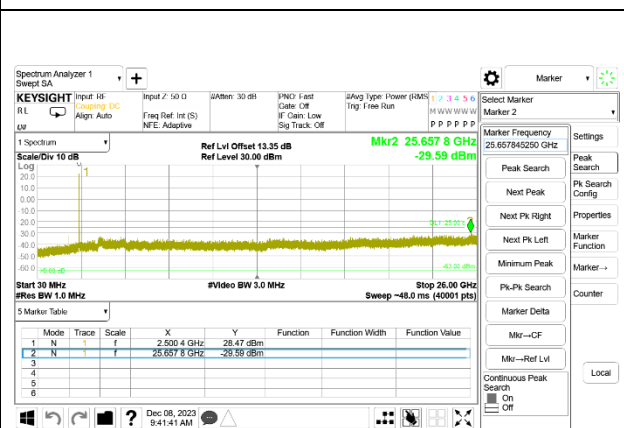 Spectrum Analyzer 1
Swept SA
Marker
KEYSIGHT Input: RF Input Z: 50 Ω #Atten: 30 dB PNO: Fast #Avg Type: Power (RMS 1 2 3 4 5 6
RL Coupling: DC Gate: Off Trig: Free Run M W W W W W
Align: Auto Freq Ref: Int (S) IF Gain: Low P P P P P P
NFE: Adaptive Sig Track: Off
Select Marker
Marker 2
1 Spectrum
Ref Lvl Offset 13.35 dB
Mkr2 25.657 8 GHz
Scale/Div 10 dB
Ref Level 30.00 dBm
-29.59 dBm
Log
20.0
10.0
0.00
-10.0
-20.0
-30.0
-40.0
-50.0
-60.0
1
Start 30 MHz #Video BW 3.0 MHz Stop 26.00 GHz
#Res BW 1.0 MHz Sweep ~48.0 ms (40001 pts)
Marker Frequency
25.657845250 GHz
Peak Search
Next Peak
Next Pk Right
Next Pk Left
Minimum Peak
Pk-Pk Search
Marker Delta
Mkr→CF
Mkr→Ref Lvl
Continuous Peak
Search
On
Off
Settings
Peak
Search
Pk Search
Config
Properties
Marker
Function
Marker→
Counter
Local
5 Marker Table
Mode Trace Scale X Y Function Function Width Function Value
1 N 1 f 2.500 4 GHz 28.47 dBm
2 N 1 f 25.657 8 GHz -29.59 dBm
3
4
5
6
?
Dec 08, 2023
9:41:41 AM